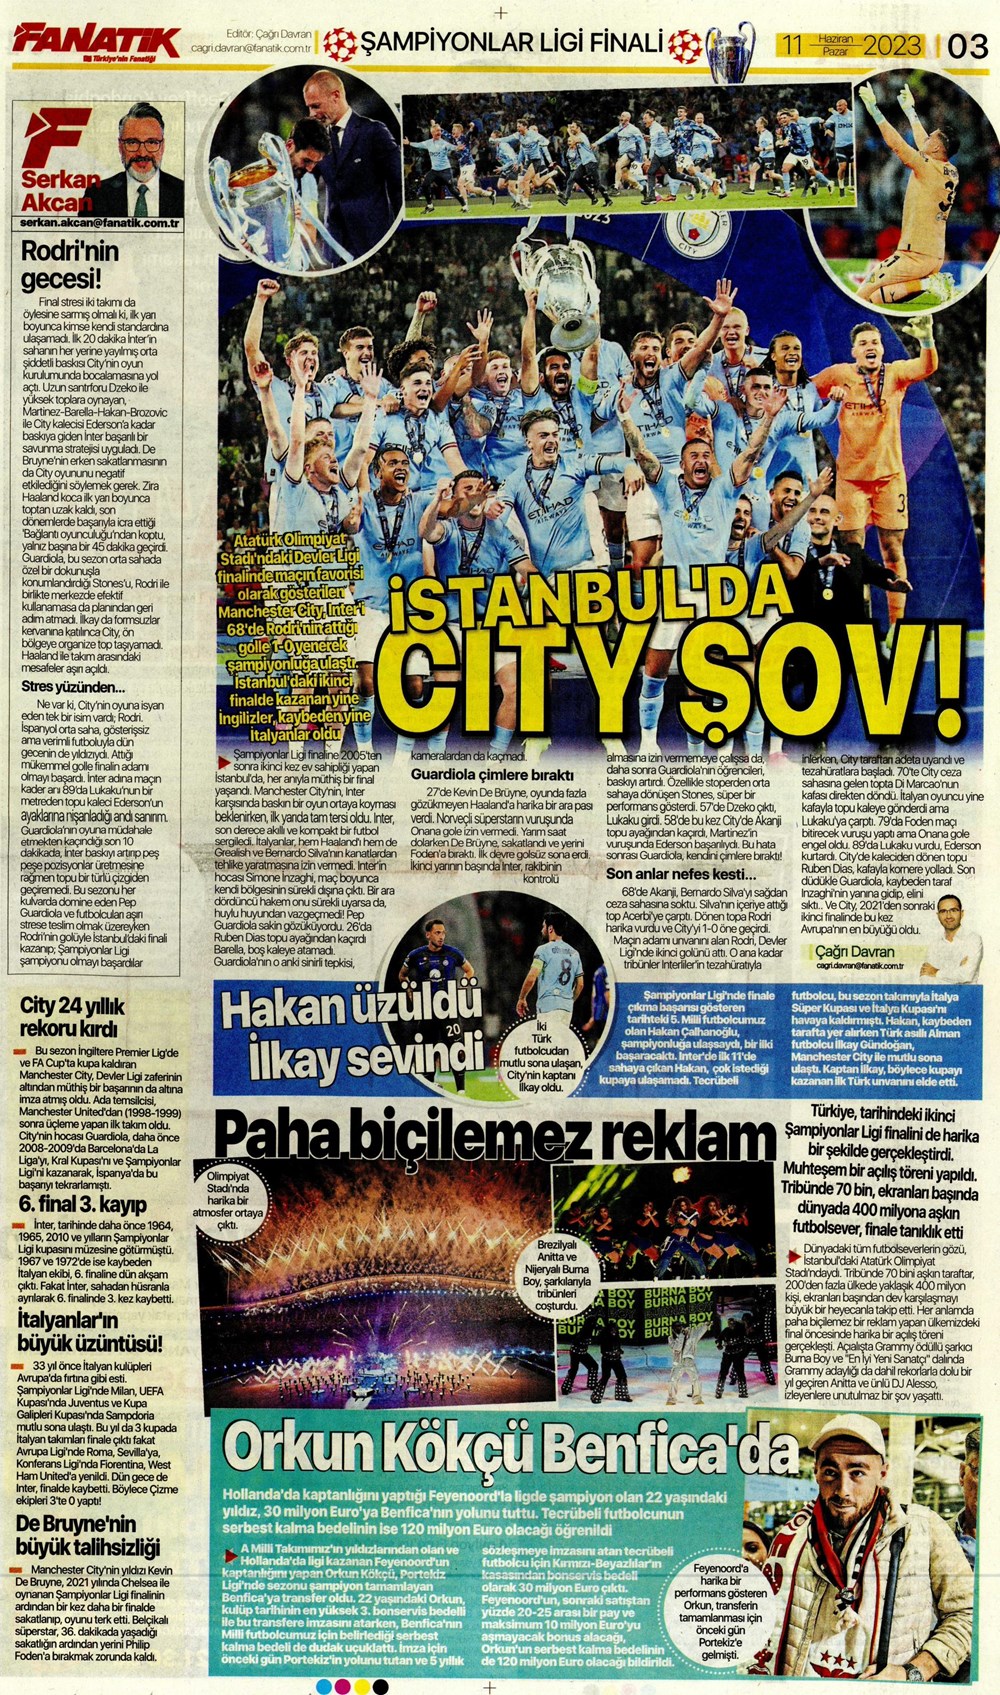 FANATİK
Türkiye'nin Fanatiği
Editör: Çağrı Davran
cagri.davran@fanatik.com.tr
ŞAMPİYONLAR LİGİ FİNALİ
11 Haziran Pazar 2023
03
Serkan
Akcan
serkan.akcan@fanatik.com.tr
Rodri'nin
gecesi!
Final stresi iki takımı da
öylesine sarmış olmalı ki, ilk yarı
boyunca kimse kendi standardına
ulaşamadı. İlk 20 dakika İnter'in
sahanın her yerine yayılmış orta
şiddetli baskısı City'nin oyun
kurulumunda bocalamasına yol
açtı. Uzun santrforu Dzeko ile
yüksek toplara oynayan,
Martinez-Barella-Hakan-Brozovic
ile City kalecisi Ederson'a kadar
baskıya giden İnter başarılı bir
savunma stratejisi uyguladı. De
Bruyne'nin erken sakatlanmasının
da City oyununu negatif
etkilediğini söylemek gerek. Zira
Haaland koca ilk yarı boyunca
toptan uzak kaldı, son
dönemlerde başarıyla icra ettiği
'Bağlantı oyunculuğu'ndan koptu,
yalnız başına bir 45 dakika geçirdi.
Guardiola, bu sezon orta sahada
özel bir dokunuşla
konumlandırdığı Stones'u, Rodri ile
birlikte merkezde efektif
kullanamasa da planından geri
adım atmadı. İlkay da formsuzlar
kervanına katılınca City, ön
bölgeye organize top taşıyamadı.
Haaland ile takım arasındaki
mesafeler aşırı açıldı.
Stres yüzünden...
Ne var ki, City'nin oyuna isyan
eden tek bir isim vardı; Rodri.
İspanyol orta saha, gösterişsiz
ama verimli futboluyla dün
gecenin de yıldızıydı. Attığı
mükemmel golle finalin adamı
olmayı başardı. İnter adına maçın
kader anı 89'da Lukaku'nun bir
metreden topu kaleci Ederson'un
ayaklarına nişanladığı andı sanırım.
Guardiola'nın oyuna müdahale
etmekten kaçındığı son 10
dakikada, İnter baskıyı artırıp peş
peşe pozisyonlar üretmesine
rağmen topu bir türlü çizgiden
geçiremedi. Bu sezonu her
kulvarda domine eden Pep
Guardiola ve futbolcuları aşırı
strese teslim olmak üzereyken
Rodri'nin golüyle İstanbul'daki finali
kazanıp; Şampiyonlar Ligi
şampiyonu olmayı başardılar
Atatürk Olimpiyat
Stadı'ndaki Devler Ligi
finalinde maçın favorisi
olarak gösterilen
Manchester City, Inter'i
68'de Rodri'nin attığı
golle 1-0 yenerek
şampiyonluğa ulaştı.
İstanbul'daki ikinci
finalde kazanan yine
İngilizler, kaybeden yine
İtalyanlar oldu
İSTANBUL'DA
CITY ŞOV!
Şampiyonlar Ligi finaline 2005'ten
sonra ikinci kez ev sahipliği yapan
İstanbul'da, her anıyla müthiş bir final
yaşandı. Manchester City'nin, Inter
karşısında baskın bir oyun ortaya koyması
beklenirken, ilk yarıda tam tersi oldu. Inter,
son derece akıllı ve kompakt bir futbol
sergiledi. İtalyanlar, hem Haaland'ı hem de
Grealish ve Bernardo Silva'nın kanatlardan
tehlike yaratmasına izin vermedi. Inter'in
hocası Simone İnzaghi, maç boyunca
kendi bölgesinin sürekli dışına çıktı. Bir ara
dördüncü hakem onu sürekli uyarsa da,
huylu huyundan vazgeçmedi! Pep
Guardiola sakin gözüküyordu. 26'da
Ruben Dias topu ayağından kaçırdı
Barella, boş kaleye atamadı.
Guardiola'nın o anki sinirli tepkisi,
kameralardan da kaçmadı.
Guardiola çimlere bıraktı
27'de Kevin De Brüyne, oyunda fazla
gözükmeyen Haaland'a harika bir ara pası
verdi. Norveçli süperstarın vuruşunda
Onana gole izin vermedi. Yarım saat
dolarken De Brüyne, sakatlandı ve yerini
Foden'a bıraktı. İlk devre golsüz sona erdi.
İkinci yarının başında İnter, rakibinin
kontrolü
almasına izin vermemeye çalışsa da,
daha sonra Guardiola'nın öğrencileri,
baskıyı artırdı. Özellikle stoperden orta
sahaya dönüşen Stones, süper bir
performans gösterdi. 57'de Dzeko çıktı,
Lukaku girdi. 58'de bu kez City'de Akanji
topu ayağından kaçırdı, Martinez'in
vuruşunda Ederson başarılıydı. Bu hata
sonrası Guardiola, kendini çimlere bıraktı!
Son anlar nefes kesti...
68'de Akanji, Bernardo Silva'yı sağdan
ceza sahasına soktu. Silva'nın içeriye attığı
top Acerbi'ye çarptı. Dönen topa Rodri
harika vurdu ve City'yi 1-0 öne geçirdi.
Maçın adamı unvanını alan Rodri, Devler
Ligi'nde ikinci golünü attı. O ana kadar
tribünler Interliler'in tezahüratıyla
inlerken, City taraftarı adeta uyandı ve
tezahüratlara başladı. 70'te City ceza
sahasına gelen topta Di Marcao'nun
kafası direkten döndü. İtalyan oyuncu yine
kafayla topu kaleye gönderdi ama
Lukaku'ya çarptı. 79'da Foden maçı
bitirecek vuruşu yaptı ama Onana gole
engel oldu. 89'da Lukaku vurdu, Ederson
kurtardı. City'de kaleciden dönen topu
Ruben Dias, kafayla kornere yolladı. Son
düdükle Guardiola, kaybeden taraf
Inzaghi'nin yanına gidip, elini
sıktı.. Ve City, 2021'den sonraki
ikinci finalinde bu kez
Avrupa'nın en büyüğü oldu.
Çağrı Davran
cagri.davran@fanatik.com.tr
Hakan üzüldü
İlkay sevindi
İki
Türk
futbolcudan
mutlu sona ulaşan,
City'nin kaptanı
İlkay oldu.
Şampiyonlar Ligi'nde finale
çıkma başarısı gösteren
tarihteki 5. Milli futbolcumuz
olan Hakan Çalhanoğlu,
şampiyonluğa ulaşsaydı, bir ilki
başaracaktı. Inter'de ilk 11'de
sahaya çıkan Hakan, çok istediği
kupaya ulaşamadı. Tecrübeli
futbolcu, bu sezon takımıyla İtalya
Süper Kupası ve İtalya Kupası'nı
havaya kaldırmıştı. Hakan, kaybeden
tarafta yer alırken Türk asıllı Alman
futbolcu İlkay Gündoğan,
Manchester City ile mutlu sona
ulaştı. Kaptan İlkay, böylece kupayı
kazanan ilk Türk unvanını elde etti.
City 24 yıllık
rekoru kırdı
Bu sezon İngiltere Premier Lig'de
ve FA Cup'ta kupa kaldıran
Manchester City, Devler Ligi zaferinin
altından müthiş bir başarının da altına
imza atmış oldu. Ada temsilcisi,
Manchester United'dan (1998-1999)
sonra üçleme yapan ilk takım oldu.
City'nin hocası Guardiola, daha önce
2008-2009'da Barcelona'da La
Liga'yı, Kral Kupası'nı ve Şampiyonlar
Ligi'ni kazanarak, İspanya'da bu
başarıyı tekrarlamıştı.
6. final 3. kayıp
İnter, tarihinde daha önce 1964,
1965, 2010 ve yılların Şampiyonlar
Ligi kupasını müzesine götürmüştü.
1967 ve 1972'de ise kaybeden
İtalyan ekibi, 6. finaline dün akşam
çıktı. Fakat İnter, sahadan hüsranla
ayrılarak 6. finalinde 3. kez kaybetti.
İtalyanlar'ın
büyük üzüntüsü!
33 yıl önce İtalyan kulüpleri
Avrupa'da fırtına gibi esti.
Şampiyonlar Ligi'nde Milan, UEFA
Kupası'nda Juventus ve Kupa
Galipleri Kupası'nda Sampdoria
mutlu sona ulaştı. Bu yıl da 3 kupada
İtalyan takımları finale çıktı fakat
Avrupa Ligi'nde Roma, Sevilla'ya,
Konferans Ligi'nda Fiorentina, West
Ham United'a yenildi. Dün gece de
Inter, finalde kaybetti. Böylece Çizme
ekipleri 3'te 0 yaptı!
De Bruyne'nin
büyük talihsizliği
Manchester City'nin yıldızı Kevin
De Bruyne, 2021 yılında Chelsea ile
oynanan Şampiyonlar Ligi finalinin
ardından bir kez daha bir finalde
sakatlanıp, oyunu terk etti. Belçikalı
süperstar, 36. dakikada yaşadığı
sakatlığın ardından yerini Philip
Foden'a bırakmak zorunda kaldı.
Paha biçilemez reklam
Olimpiyat
Stadı'nda
harika bir
atmosfer ortaya
çıktı.
Brezilyalı
Anitta ve
Nijeryalı Burna
Boy, şarkılarıyla
tribünleri
coşturdu.
BURNA BOY
Türkiye, tarihindeki ikinci
Şampiyonlar Ligi finalini de harika
bir şekilde gerçekleştirdi.
Muhteşem bir açılış töreni yapıldı.
Tribünde 70 bin, ekranları başında
dünyada 400 milyona aşkın
futbolsever, finale tanıklık etti
Dünyadaki tüm futbolseverlerin gözü,
İstanbul'daki Atatürk Olimpiyat
Stadı'ndaydı. Tribünde 70 bini aşkın taraftar,
200'den fazla ülkede yaklaşık 400 milyon
kişi, ekranları başından dev karşılaşmayı
büyük bir heyecanla takip etti. Her anlamda
paha biçilemez bir reklam yapan ülkemizdeki
final öncesinde harika bir açılış töreni
gerçekleşti. Açıalışta Grammy ödüllü şarkıcı
Burna Boy ve "En İyi Yeni Sanatçı" dalında
Grammy adaylığı da dahil rekorlarla dolu bir
yıl geçiren Anitta ve ünlü DJ Alesso,
izleyenlere unutulmaz bir şov yaşattı.
Orkun Kökçü Benfica'da
Hollanda'da kaptanlığını yaptığı Feyenoord'la ligde şampiyon olan 22 yaşındaki
yıldız, 30 milyon Euro'ya Benfica'nın yolunu tuttu. Tecrübeli futbolcunun
serbest kalma bedelinin ise 120 milyon Euro olacağı öğrenildi
A Milli Takımımız'ın yıldızlarından olan ve
Hollanda'da ligi kazanan Feyenoord'un
kaptanlığını yapan Orkun Kökçü, Portekiz
Ligi'nde sezonu şampiyon tamamlayan
Benfica'ya transfer oldu. 22 yaşındaki Orkun,
kulüp tarihinin en yüksek 3. bonservis bedeli
ile bu transfere imzasını atarken, Benfica'nın
Milli futbolcumuz için belirlediği serbest
kalma bedeli de dudak uçuklattı. İmza için
önceki gün Portekiz'in yolunu tutan ve 5 yıllık
sözleşmeye imzasını atan tecrübeli
futbolcu için Kırmızı-Beyazlılar'ın
kasasından bonservis bedeli
olarak 30 milyon Euro çıktı.
Feyenoord'un, sonraki satıştan
yüzde 20-25 arası bir pay ve
maksimum 10 milyon Euro'yu
aşmayacak bonus alacağı,
Orkun'un serbest kalma bedelinin
de 120 milyon Euro olacağı bildirildi.
Feyenoord'a
harika bir
performans gösteren
Orkun, transferin
tamamlanması için
önceki gün
Portekiz'e
gelmişti.